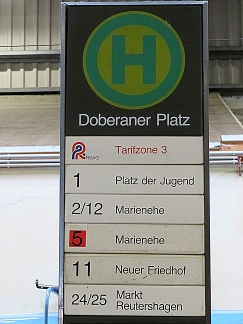 H
Doberaner Platz
RSAG Tarifzone 3
1 Platz der Jugend
2/12 Marienehe
5 Marienehe
11 Neuer Friedhof
24/25 Markt
Reutershagen